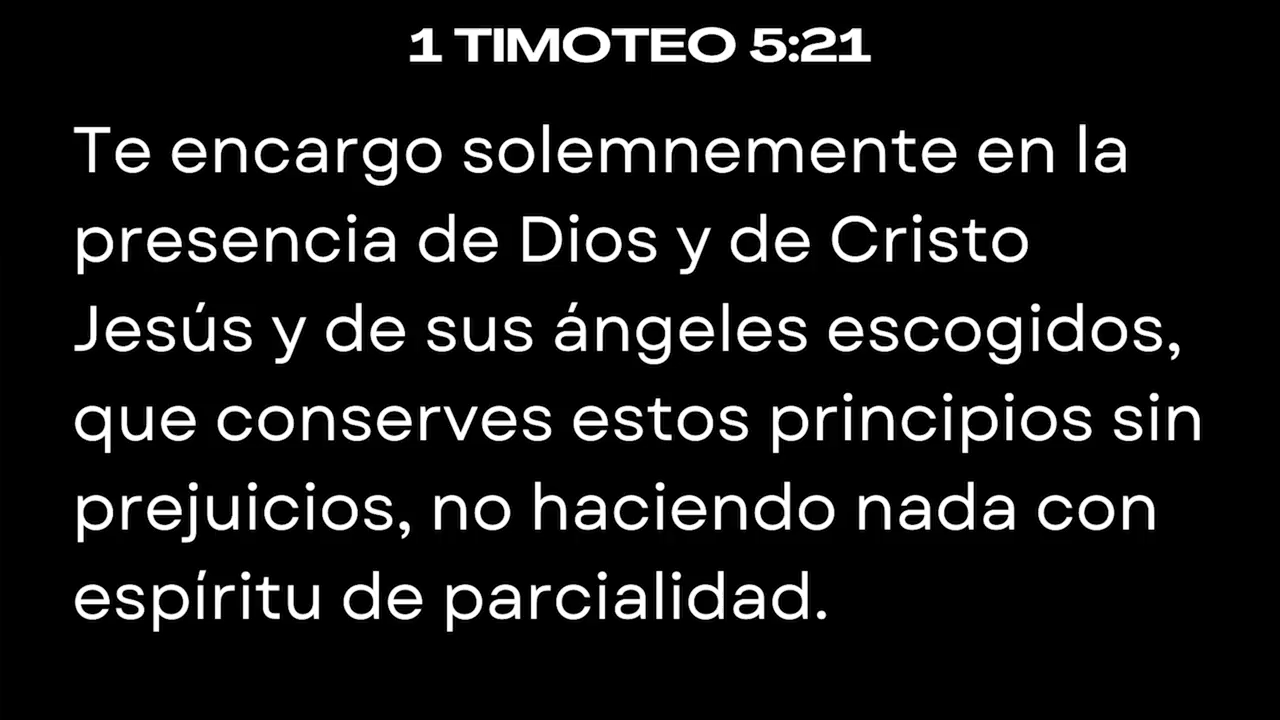 1 TIMOTEO 5:21
Te encargo solemnemente en la
presencia de Dios y de Cristo
Jesús y de sus ángeles escogidos,
que conserves estos principios sin
prejuicios, no haciendo nada con
espíritu de parcialidad.